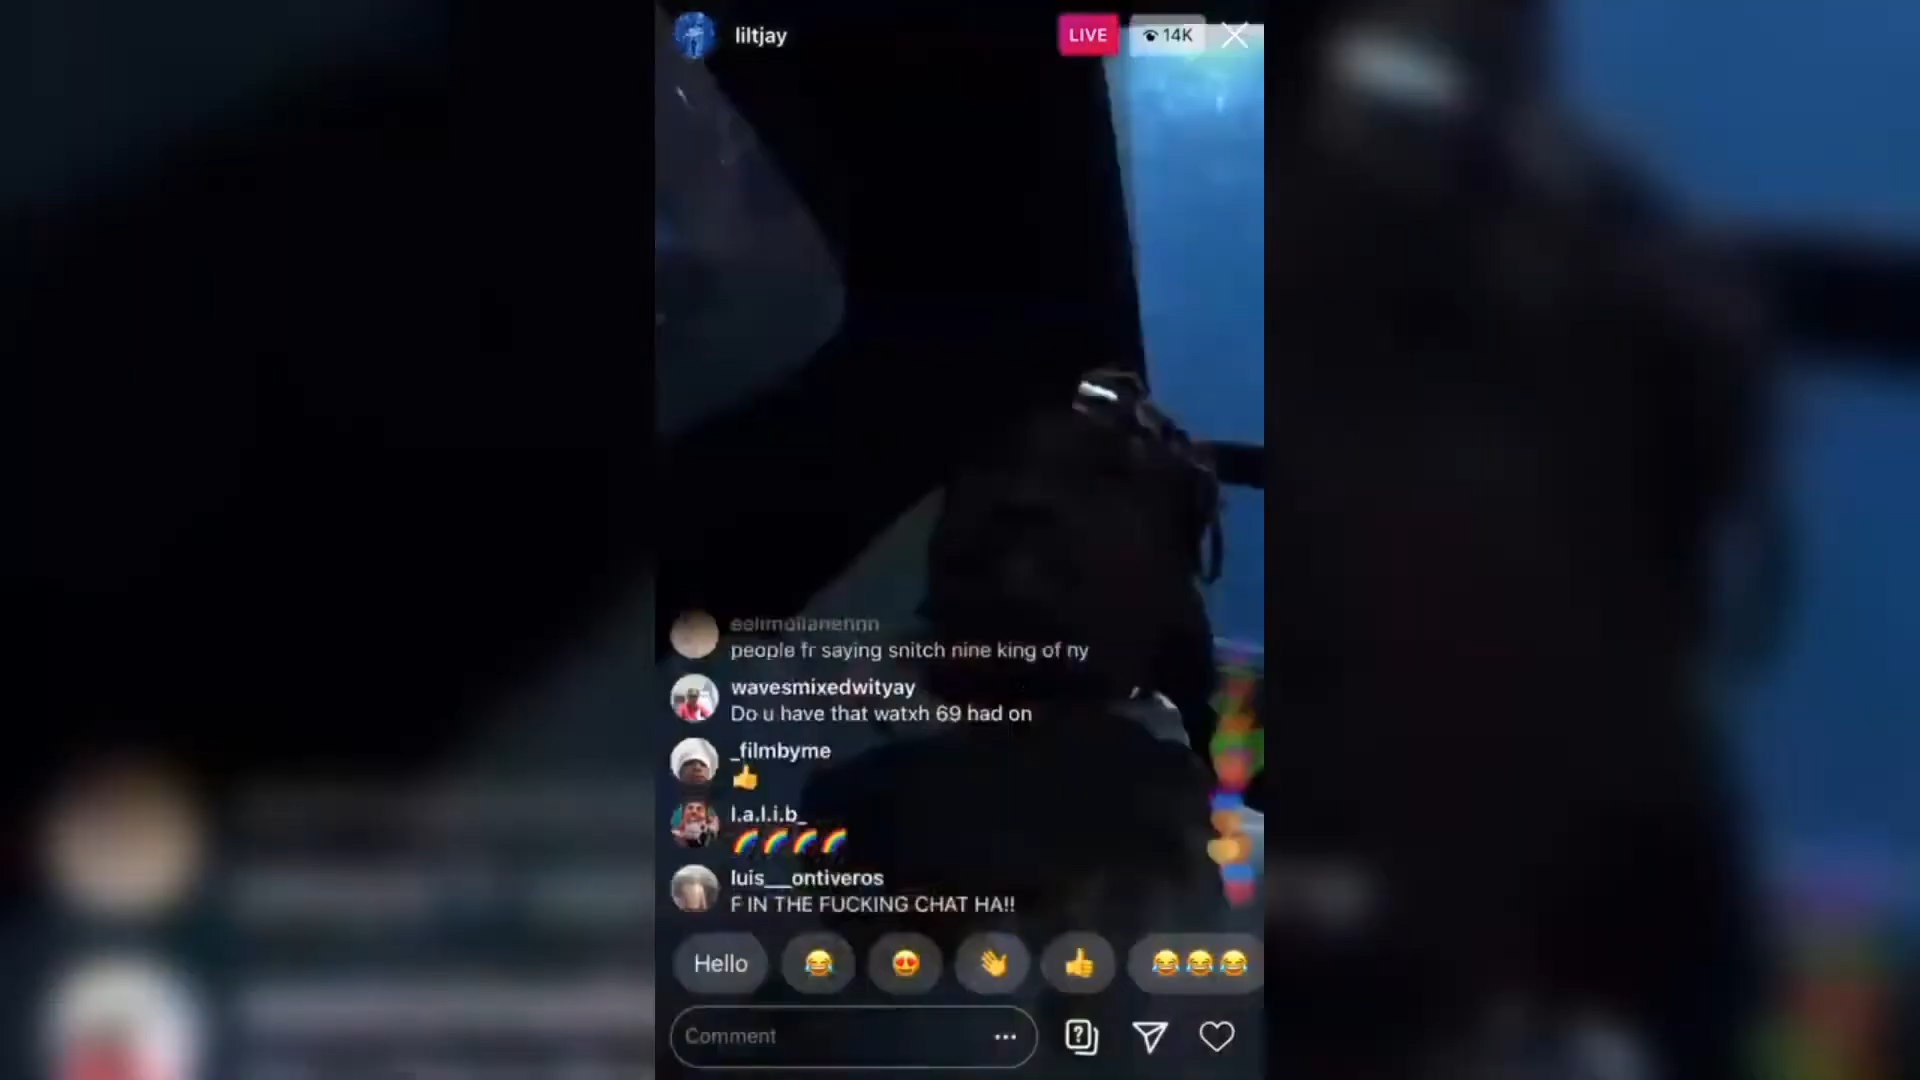 liltjay
LIVE
14K
people fr saying snitch nine king of ny
wavesmixedwityay
Do u have that watxh 69 had on
_filmbyme
👍
l.a.l.i.b_
🌈🌈🌈🌈
luis___ontiveros
F IN THE FUCKING CHAT HA!!
Hello 😂 😍 👋 👍 😂😂😂
Comment